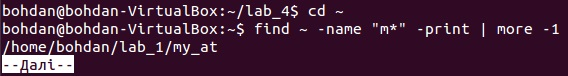 bohdan@bohdan-VirtualBox:~/lab_4$ cd ~
bohdan@bohdan-VirtualBox:~$ find ~ -name "m*" -print | more -1
/home/bohdan/lab_1/my_at
--Далі--